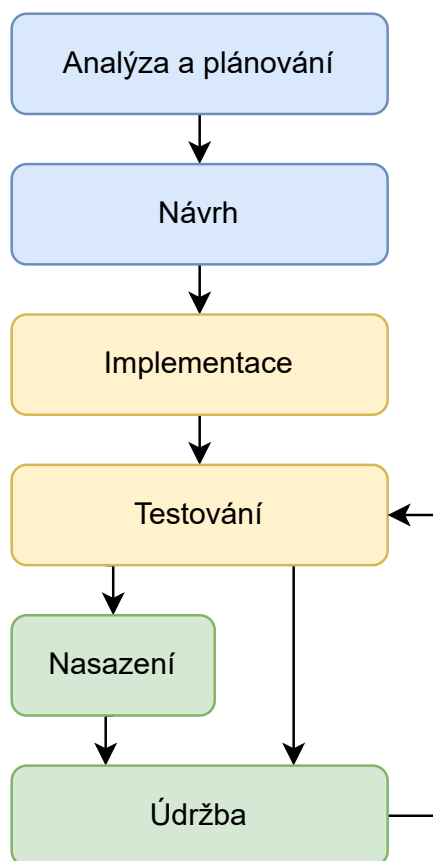 Analýza a plánování
Návrh
Implementace
Testování
Nasazení
Údržba